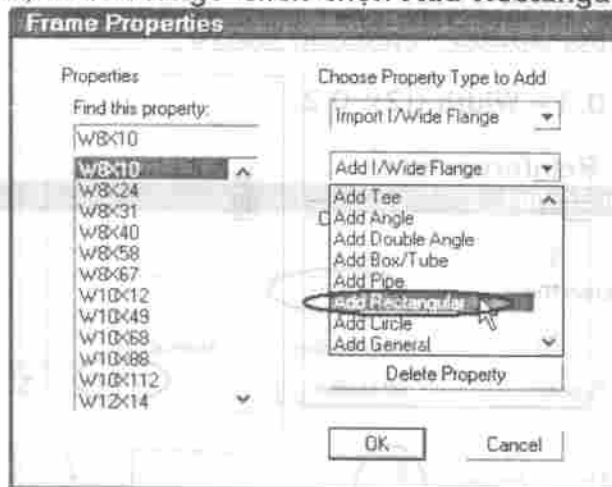 Frame Properties
Properties
Find this property:
W8X10
W8X10
W8X24
W8X31
W8X40
W8X58
W8X67
W10X12
W10X49
W10X68
W10X88
W10X112
W12X14
Choose Property Type to Add
Import I/Wide Flange
Add I/Wide Flange
Add Tee
Add Angle
Add Double Angle
Add Box/Tube
Add Pipe
Add Rectangular
Add Circle
Add General
Delete Property
OK
Cancel